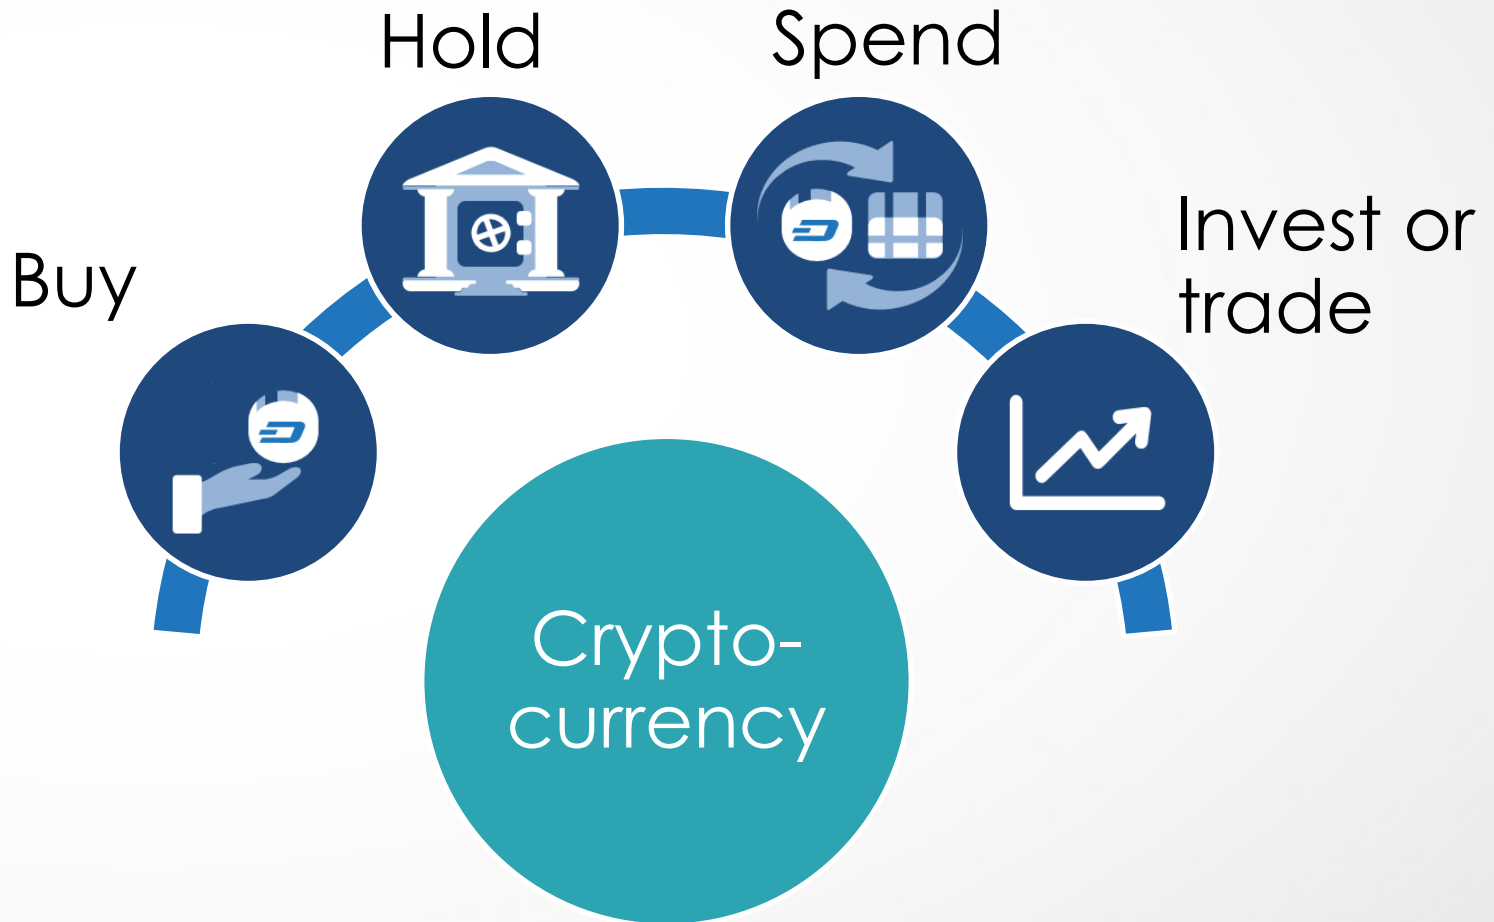 Hold
Spend
Buy
Invest or
trade
Crypto-
currency